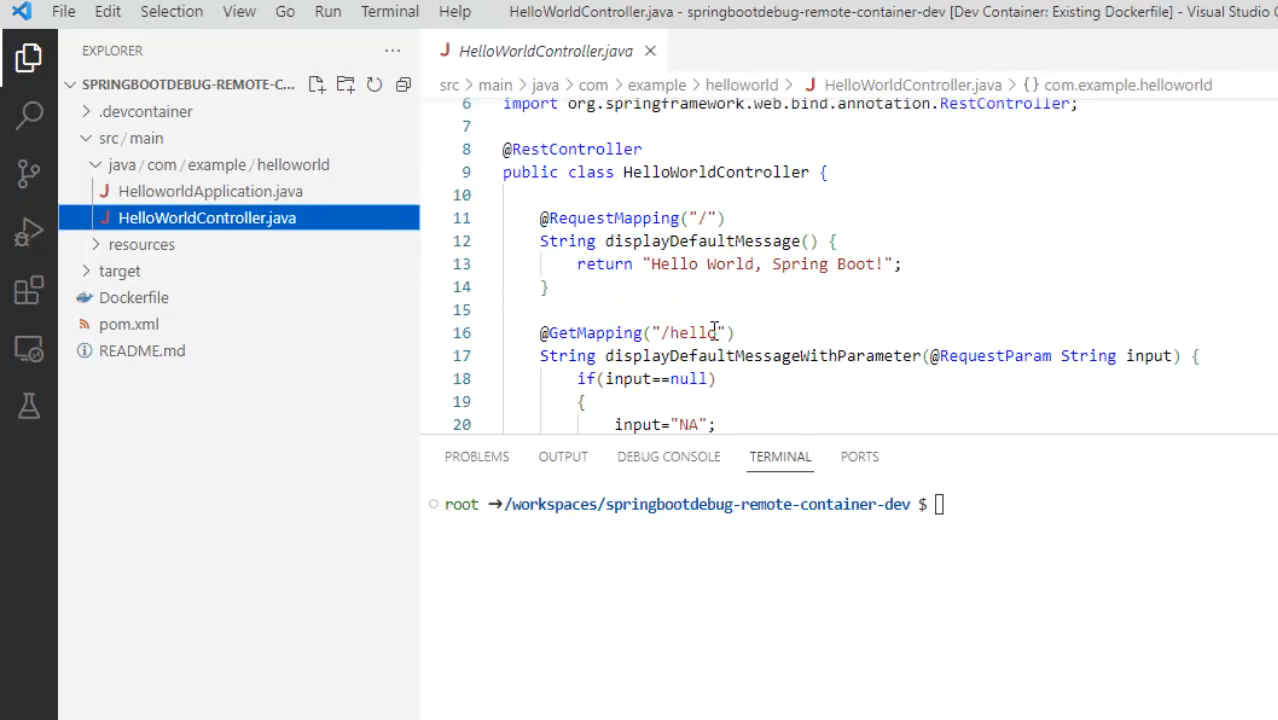 File Edit Selection View Go Run Terminal Help HelloWorldController.java - springbootdebug-remote-container-dev [Dev Container: Existing Dockerfile] - Visual Studio
EXPLORER ···
SPRINGBOOTDEBUG-REMOTE-C...
.devcontainer
src / main
java / com / example / helloworld
J HelloworldApplication.java
J HelloWorldController.java
resources
target
Dockerfile
pom.xml
README.md
J HelloWorldController.java ×
src > main > java > com > example > helloworld > J HelloWorldController.java > {} com.example.helloworld
6 import org.springframework.web.bind.annotation.RestController;
7
8 @RestController
9 public class HelloWorldController {
10
11 @RequestMapping("/")
12 String displayDefaultMessage() {
13 return "Hello World, Spring Boot!";
14 }
15
16 @GetMapping("/hello")
17 String displayDefaultMessageWithParameter(@RequestParam String input) {
18 if(input==null)
19 {
20 input="NA";
PROBLEMS OUTPUT DEBUG CONSOLE TERMINAL PORTS
root ➔/workspaces/springbootdebug-remote-container-dev $